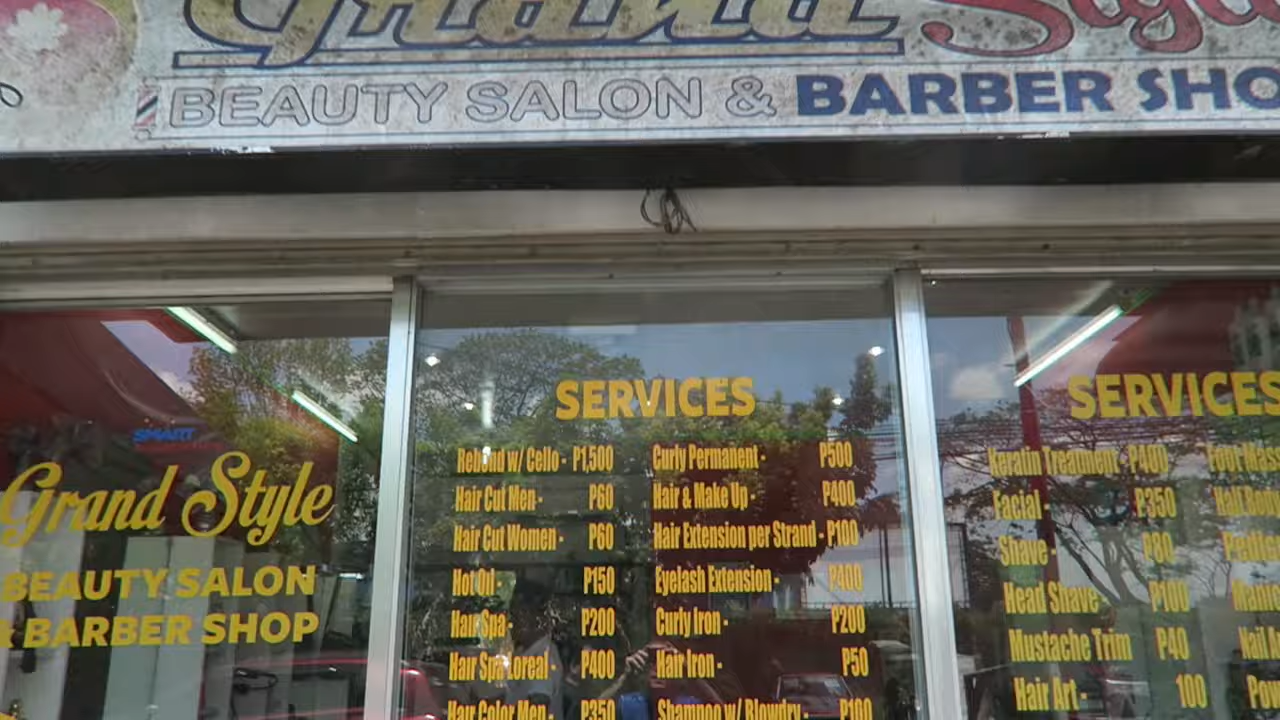 Grand Style
BEAUTY SALON & BARBER SHO
SMART
Grand Style
BEAUTY SALON
& BARBER SHOP
SERVICES
Rebond w/ Cello - P1,500
Hair Cut Men - P60
Hair Cut Women - P60
Hot Oil - P150
Hair Spa - P200
Hair Spa Loreal - P400
Hair Color Men - P350
Curly Permanent - P500
Hair & Make Up - P400
Hair Extension per Strand - P100
Eyelash Extension - P400
Curly Iron - P200
Hair Iron - P50
Shampoo w/ Blowdry - P100
SERVICES
Keratin Treatment P400
Facial - P350
Shave - P80
Head Shave - P100
Mustache Trim P40
Hair Art - 100
Half Body